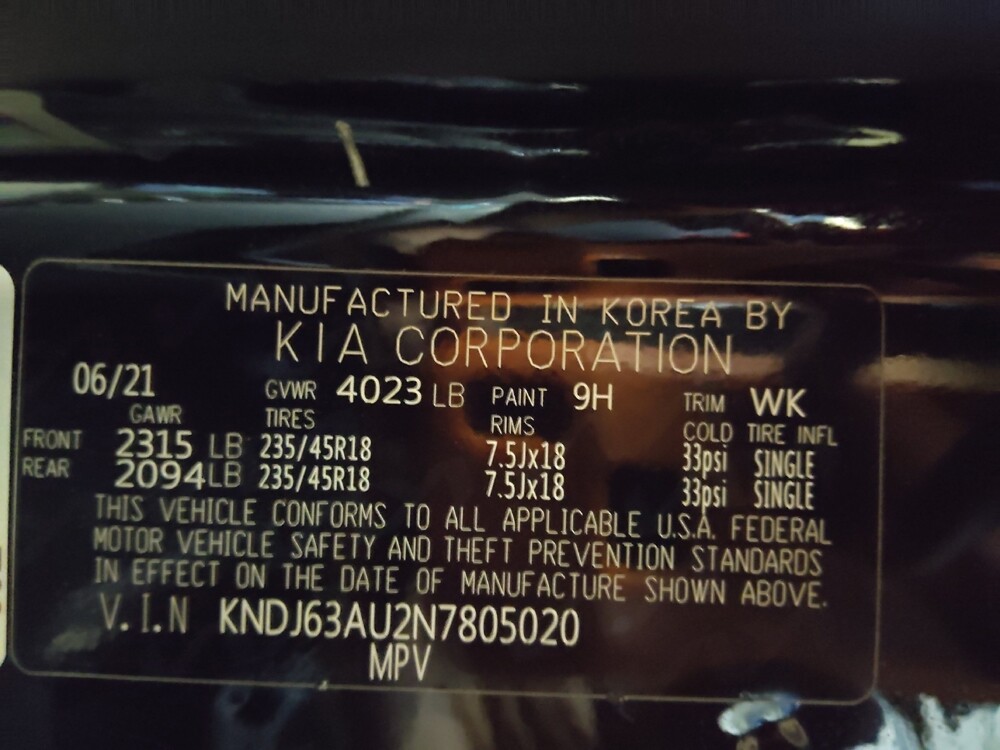 MANUFACTURED IN KOREA BY
KIA CORPORATION
06/21 GVWR 4023 LB PAINT 9H TRIM WK
GAWR TIRES RIMS COLD TIRE INFL
FRONT 2315 LB 235/45R18 7.5Jx18 33psi SINGLE
REAR 2094 LB 235/45R18 7.5Jx18 33psi SINGLE
THIS VEHICLE CONFORMS TO ALL APPLICABLE U.S.A. FEDERAL
MOTOR VEHICLE SAFETY AND THEFT PREVENTION STANDARDS
IN EFFECT ON THE DATE OF MANUFACTURE SHOWN ABOVE.
V.I.N KNDJ63AU2N7805020
MPV